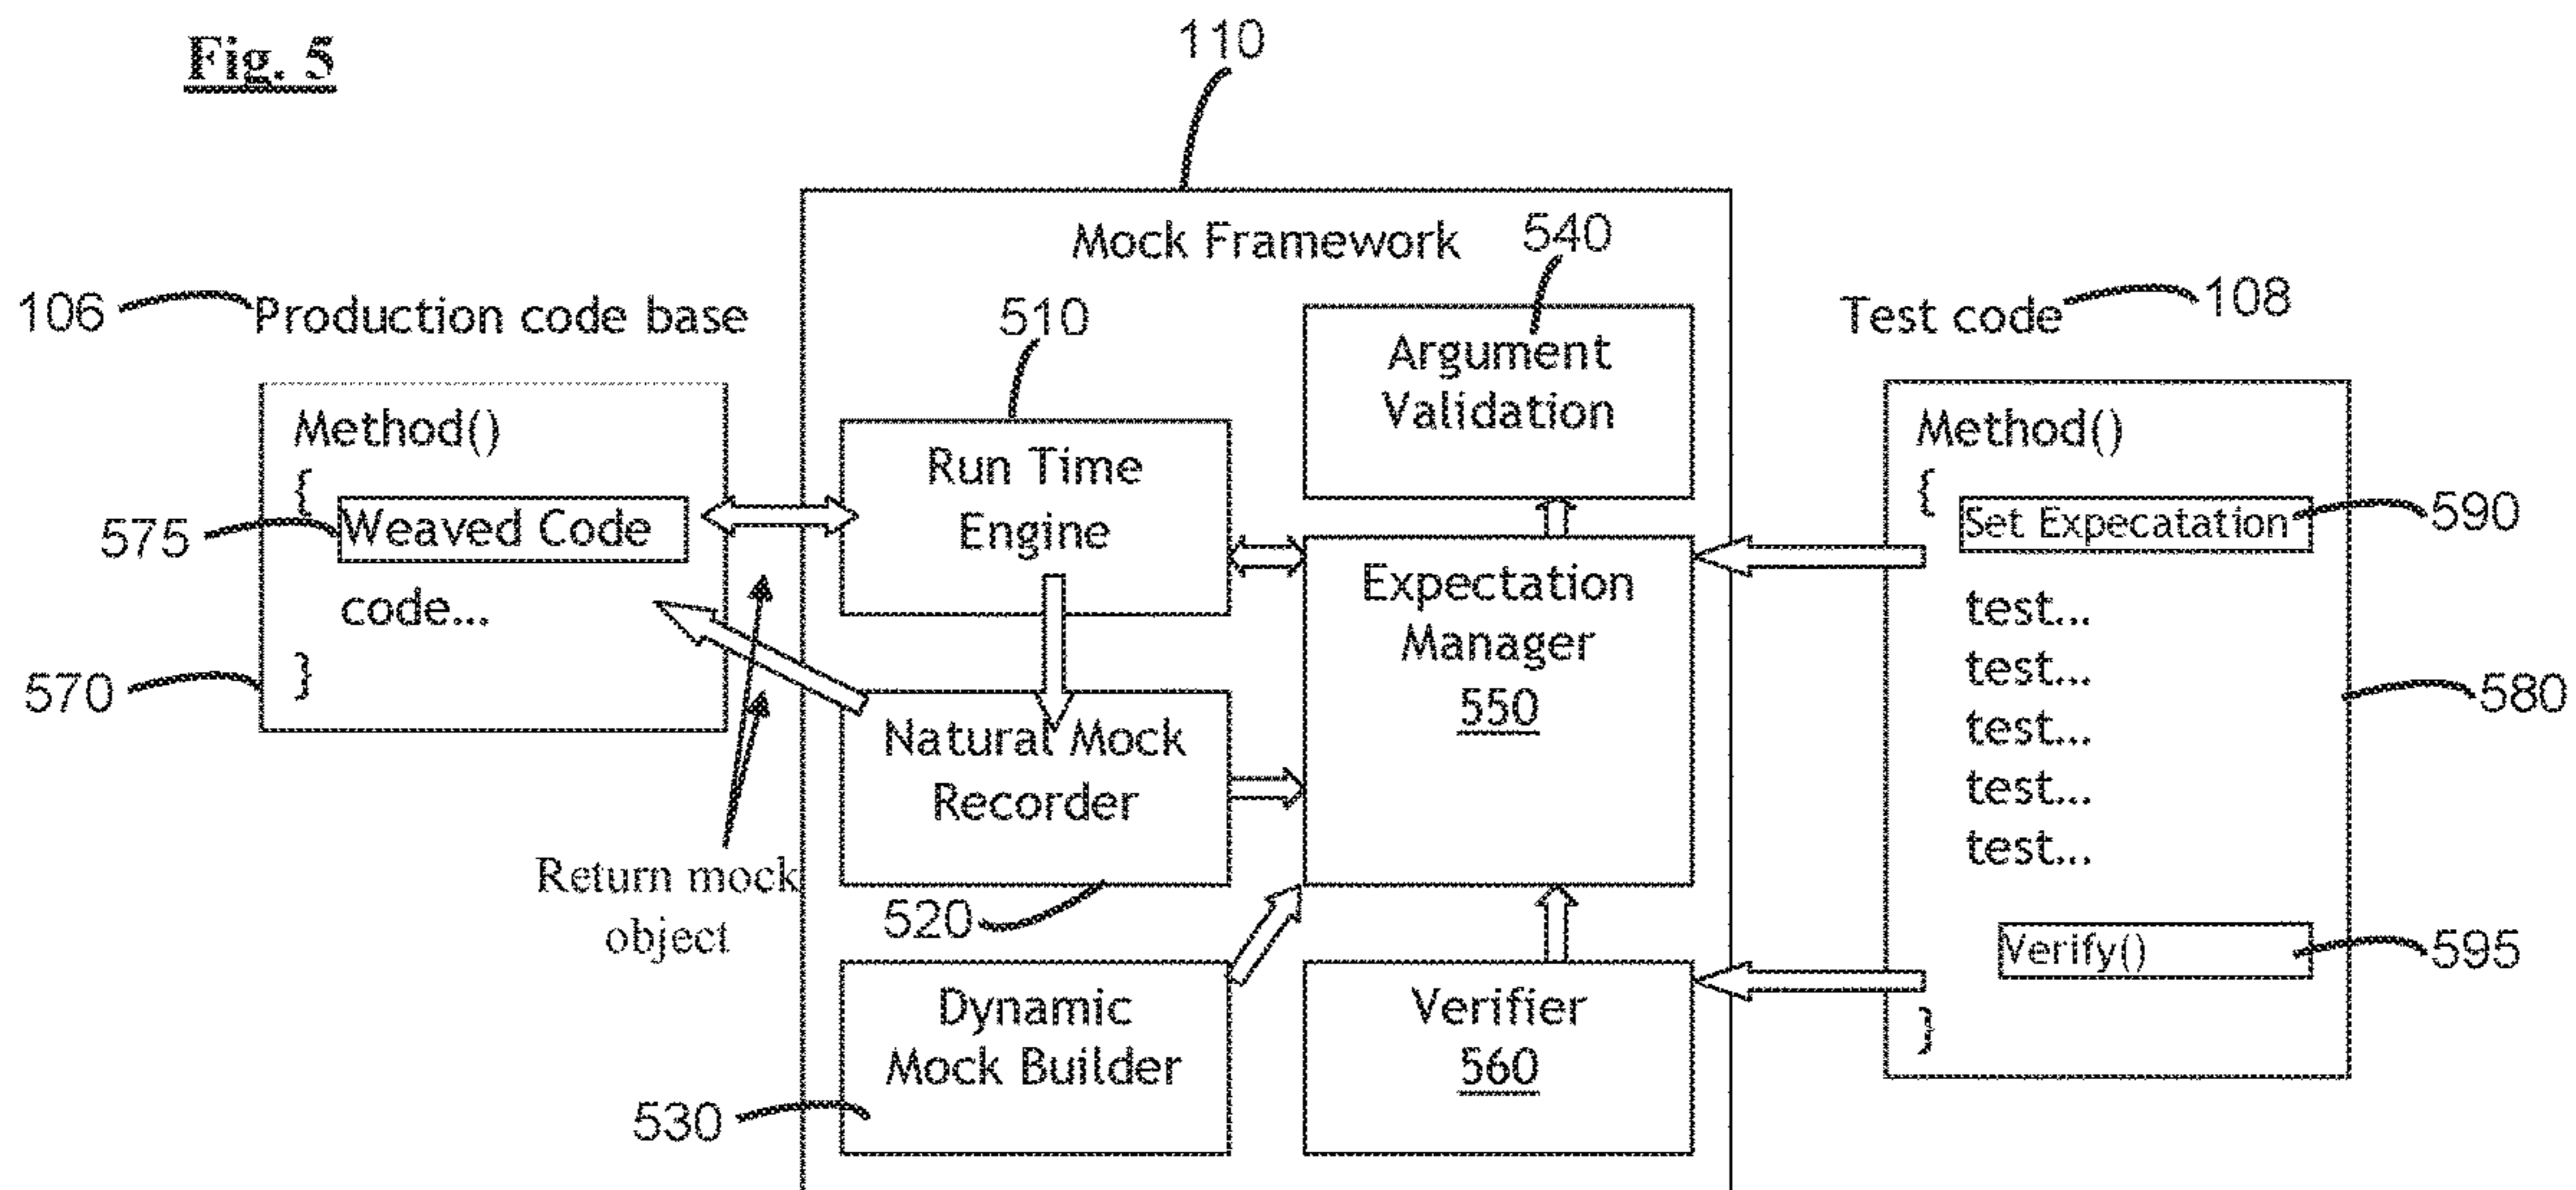 Fig. 5
110
Mock Framework
540
106
Production code base
510
Test code
108
Argument
Validation
Method()
{
Weaved Code
575
code...
}
570
Run Time
Engine
Expectation
Manager
550
Natural Mock
Recorder
Return mock
object
520
Dynamic
Mock Builder
530
Verifier
560
Method()
{
Set Expecatation
590
test...
test...
test...
test...
test...
580
Verify()
595
}